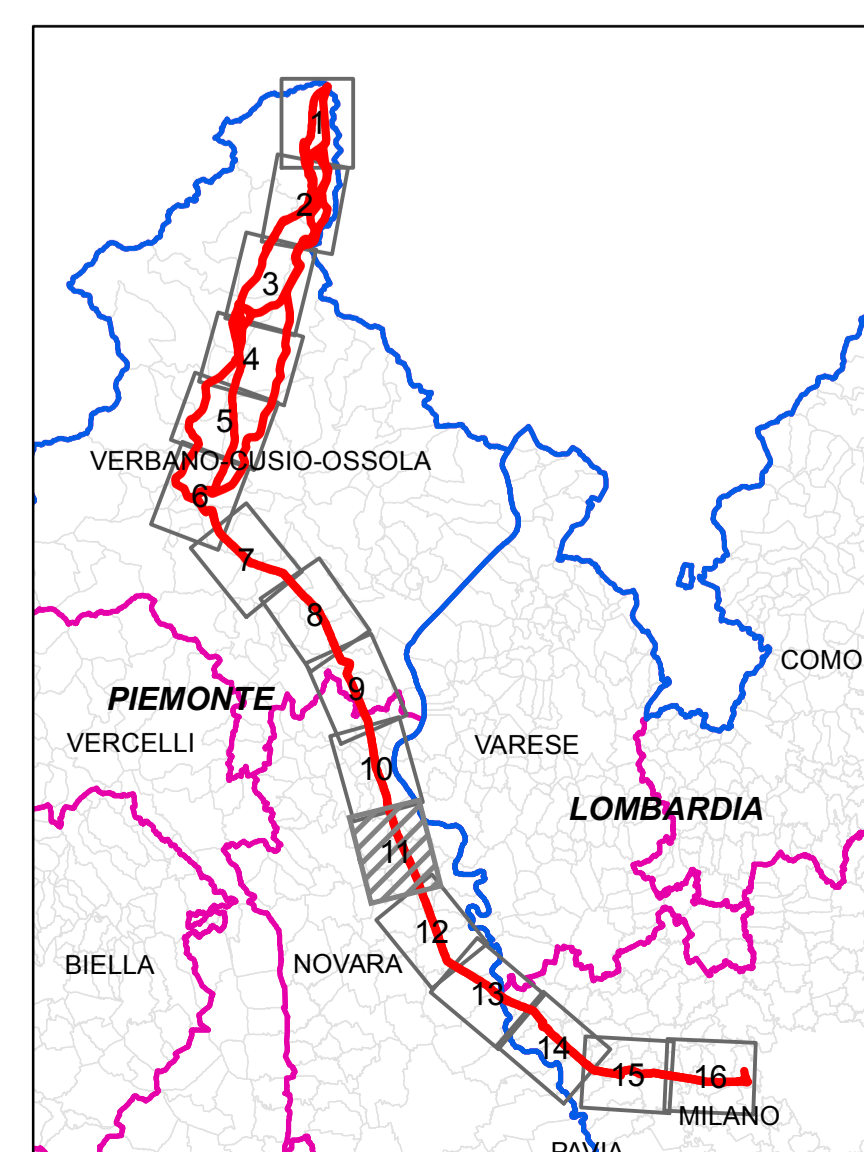 1
2
3
4
5
VERBANO-CUSIO-OSSOLA
6
7
8
COMO
9
PIEMONTE
VERCELLI
VARESE
10
LOMBARDIA
11
12
BIELLA
NOVARA
13
14
15
16
MILANO
PAVIA